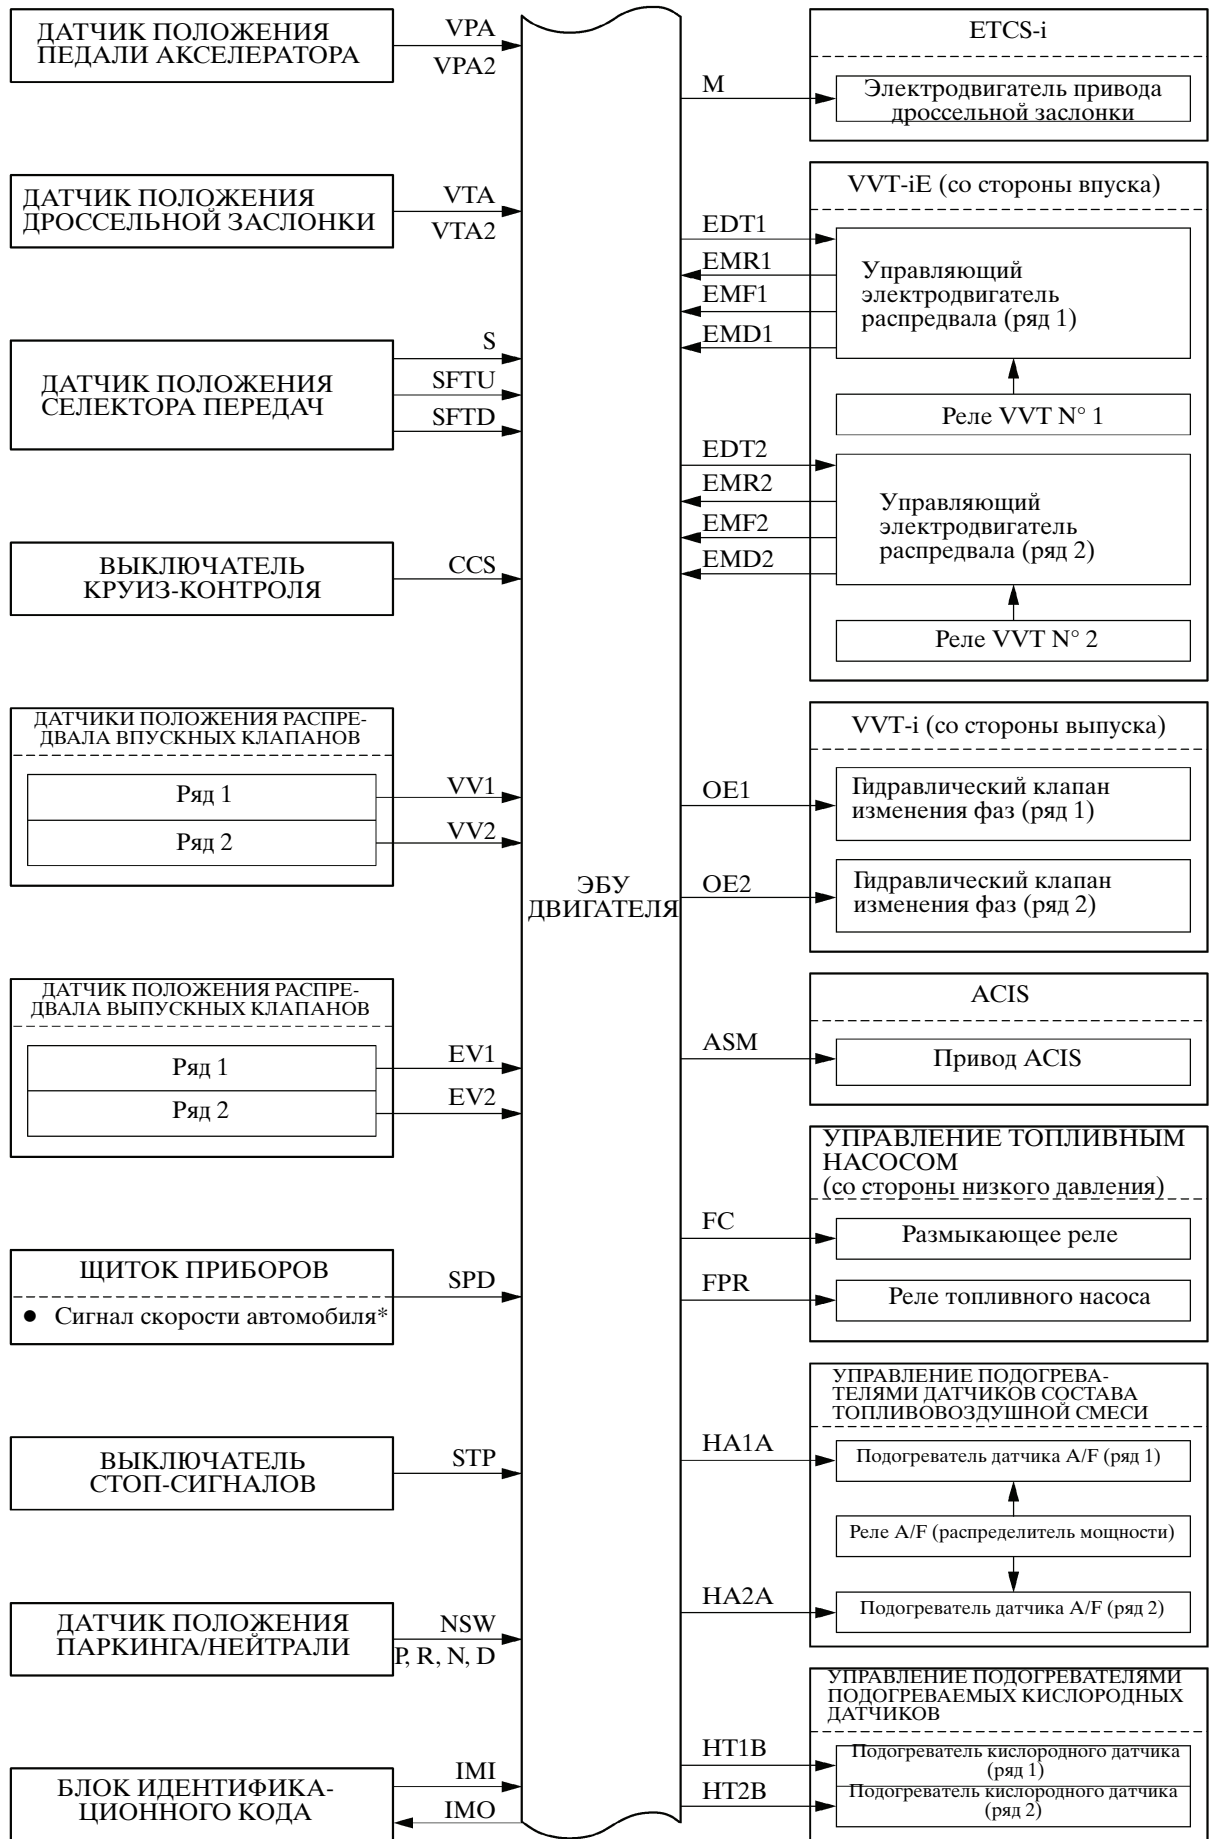 ДАТЧИК ПОЛОЖЕНИЯ
ПЕДАЛИ АКСЕЛЕРАТОРА
VPA
VPA2
ДАТЧИК ПОЛОЖЕНИЯ
ДРОССЕЛЬНОЙ ЗАСЛОНКИ
VTA
VTA2
ДАТЧИК ПОЛОЖЕНИЯ
СЕЛЕКТОРА ПЕРЕДАЧ
S
SFTU
SFTD
ВЫКЛЮЧАТЕЛЬ
КРУИЗ-КОНТРОЛЯ
CCS
ДАТЧИКИ ПОЛОЖЕНИЯ РАСПРЕ-
ДВАЛА ВПУСКНЫХ КЛАПАНОВ
Ряд 1
VV1
Ряд 2
VV2
ДАТЧИК ПОЛОЖЕНИЯ РАСПРЕ-
ДВАЛА ВЫПУСКНЫХ КЛАПАНОВ
Ряд 1
EV1
Ряд 2
EV2
ЩИТОК ПРИБОРОВ
● Сигнал скорости автомобиля*
SPD
ВЫКЛЮЧАТЕЛЬ
СТОП-СИГНАЛОВ
STP
ДАТЧИК ПОЛОЖЕНИЯ
ПАРКИНГА/НЕЙТРАЛИ
NSW
P, R, N, D
БЛОК ИДЕНТИФИКА-
ЦИОННОГО КОДА
IMI
IMO
ЭБУ
ДВИГАТЕЛЯ
ETCS-i
M
Электродвигатель привода
дроссельной заслонки
VVT-iE (со стороны впуска)
EDT1
EMR1
EMF1
EMD1
Управляющий
электродвигатель
распредвала (ряд 1)
Реле VVT N° 1
EDT2
EMR2
EMF2
EMD2
Управляющий
электродвигатель
распредвала (ряд 2)
Реле VVT N° 2
VVT-i (со стороны выпуска)
OE1
Гидравлический клапан
изменения фаз (ряд 1)
OE2
Гидравлический клапан
изменения фаз (ряд 2)
ACIS
ASM
Привод ACIS
УПРАВЛЕНИЕ ТОПЛИВНЫМ
НАСОСОМ
(со стороны низкого давления)
FC
Размыкающее реле
FPR
Реле топливного насоса
УПРАВЛЕНИЕ ПОДОГРЕВА-
ТЕЛЯМИ ДАТЧИКОВ СОСТАВА
ТОПЛИВОВОЗДУШНОЙ СМЕСИ
HA1A
Подогреватель датчика A/F (ряд 1)
Реле A/F (распределитель мощности)
HA2A
Подогреватель датчика A/F (ряд 2)
УПРАВЛЕНИЕ ПОДОГРЕВАТЕЛЯМИ
ПОДОГРЕВАЕМЫХ КИСЛОРОДНЫХ
ДАТЧИКОВ
HT1B
Подогреватель кислородного датчика
(ряд 1)
HT2B
Подогреватель кислородного датчика
(ряд 2)